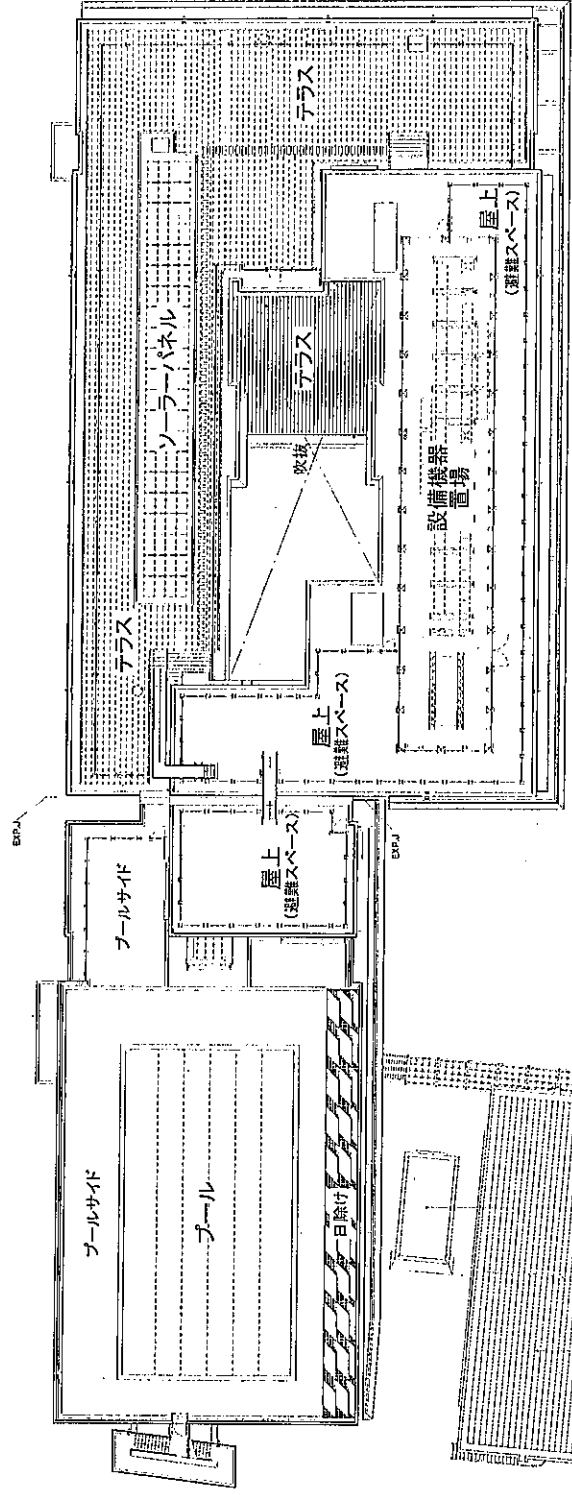 EXP.J
プールサイド
プール
日除け
プールサイド
屋上
(避難スペース)
EXP.J
屋上
(避難スペース)
テラス
ソーラーパネル
吹抜
テラス
設備機器
置場
テラス
屋上
(避難スペース)